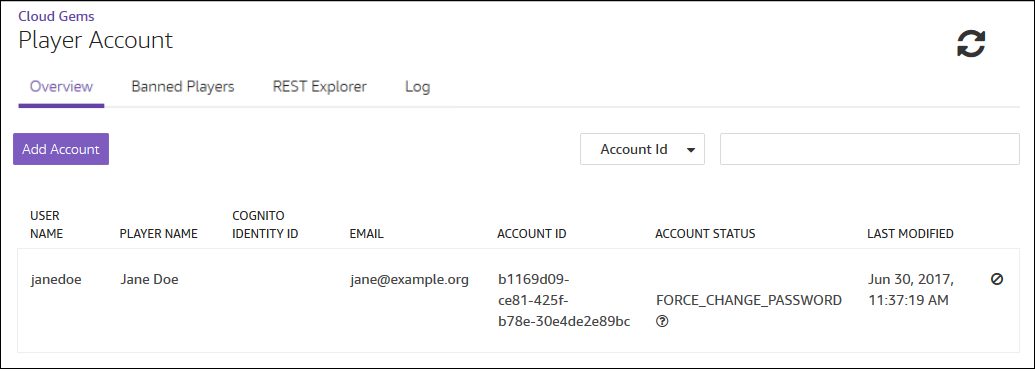 Cloud Gems
Player Account
Overview Banned Players REST Explorer Log
Add Account Account Id
USER NAME PLAYER NAME COGNITO IDENTITY ID EMAIL ACCOUNT ID ACCOUNT STATUS LAST MODIFIED
janedoe Jane Doe jane@example.org b1169d09-
ce81-425f-
b78e-30e4de2e89bc FORCE_CHANGE_PASSWORD Jun 30, 2017,
11:37:19 AM